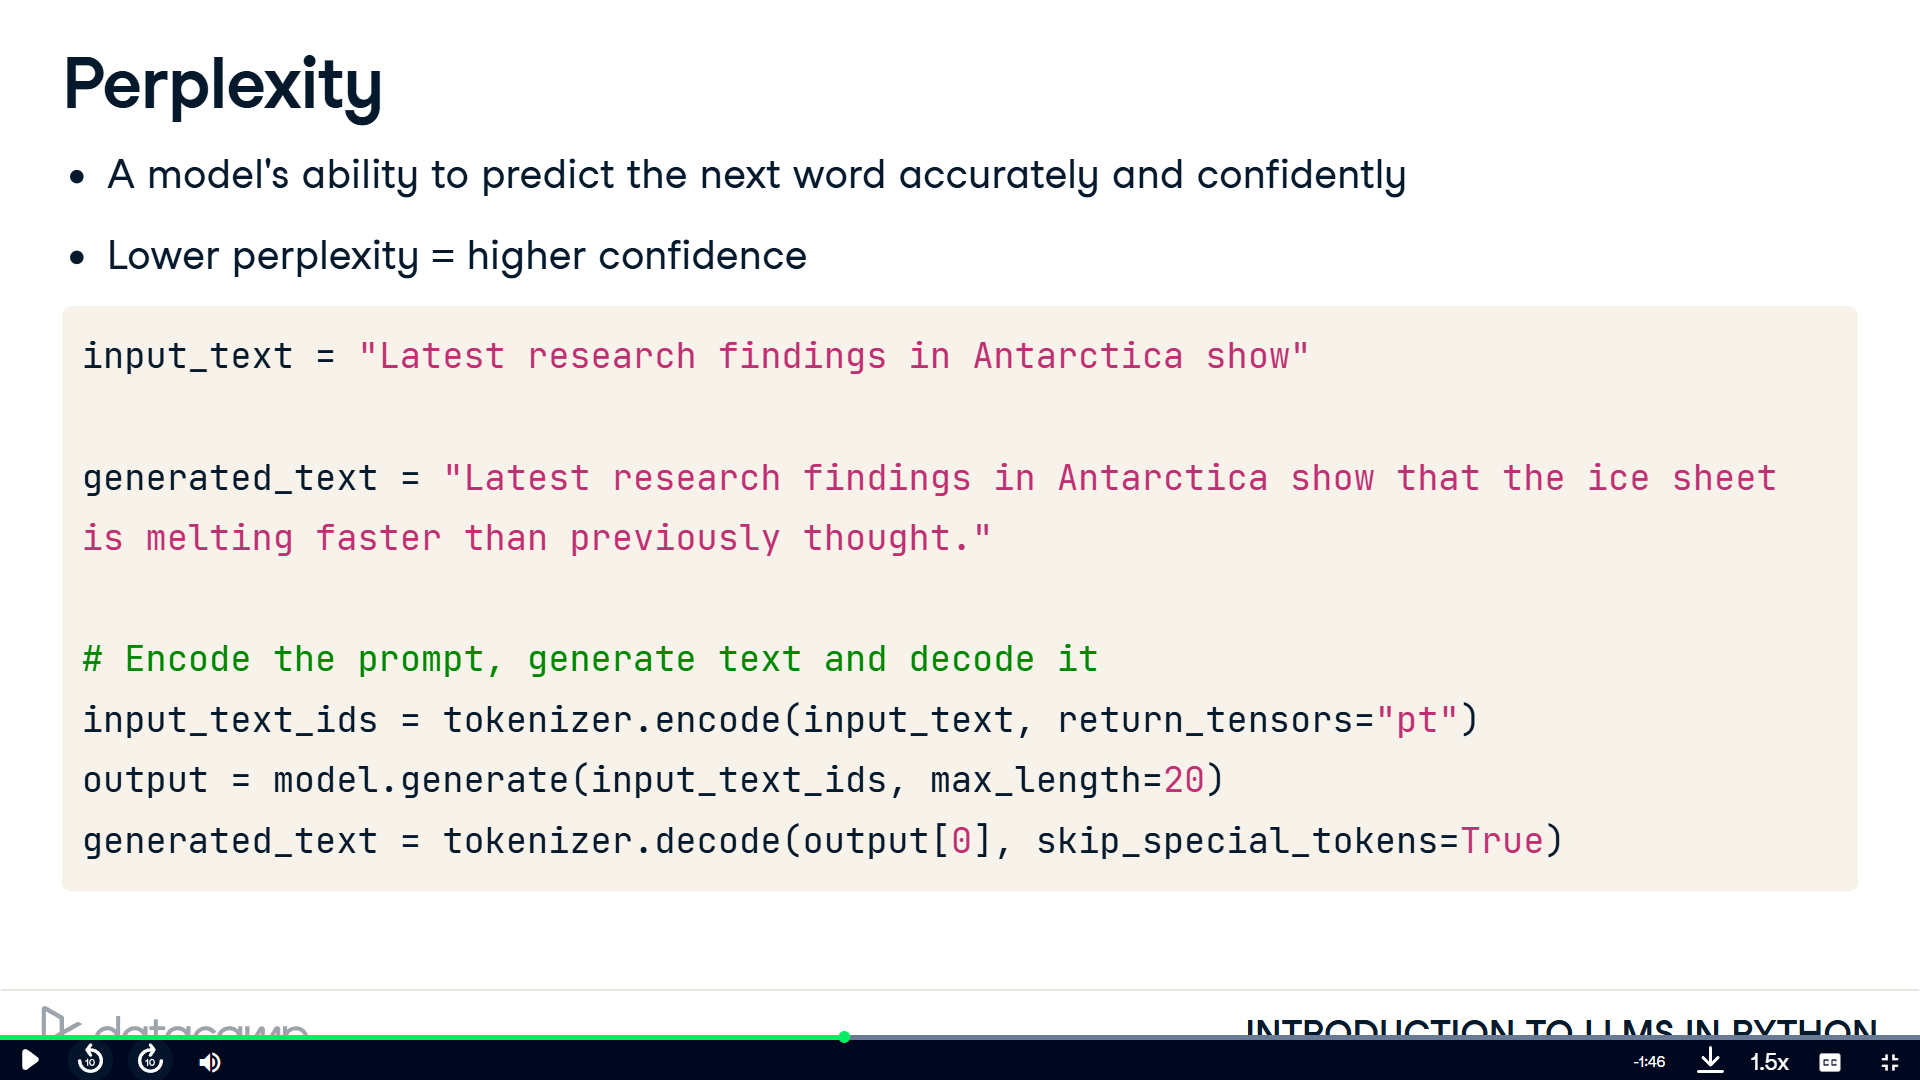 Perplexity
• A model's ability to predict the next word accurately and confidently
• Lower perplexity = higher confidence
input_text = "Latest research findings in Antarctica show"
generated_text = "Latest research findings in Antarctica show that the ice sheet
is melting faster than previously thought."
# Encode the prompt, generate text and decode it
input_text_ids = tokenizer.encode(input_text, return_tensors="pt")
output = model.generate(input_text_ids, max_length=20)
generated_text = tokenizer.decode(output[0], skip_special_tokens=True)
datacamp
INTRODUCTION TO LLMS IN PYTHON
10
10
-1:46
1.5x
CC